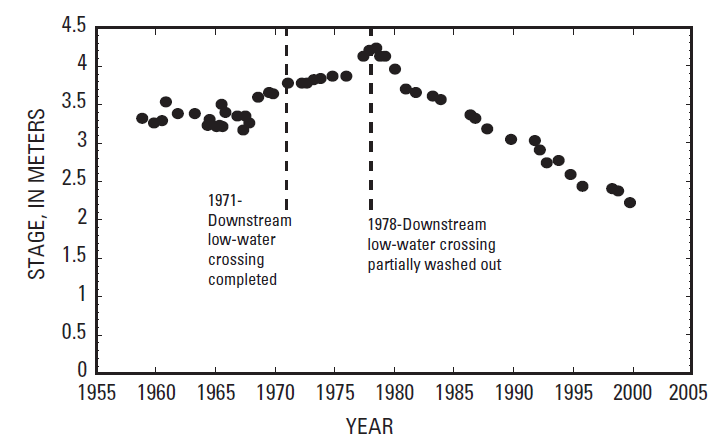 4.5
4
3.5
3
2.5
2
1.5
1
0.5
0
STAGE, IN METERS
1971-
Downstream
low-water
crossing
completed
1978-Downstream
low-water crossing
partially washed out
1955 1960 1965 1970 1975 1980 1985 1990 1995 2000 2005
YEAR